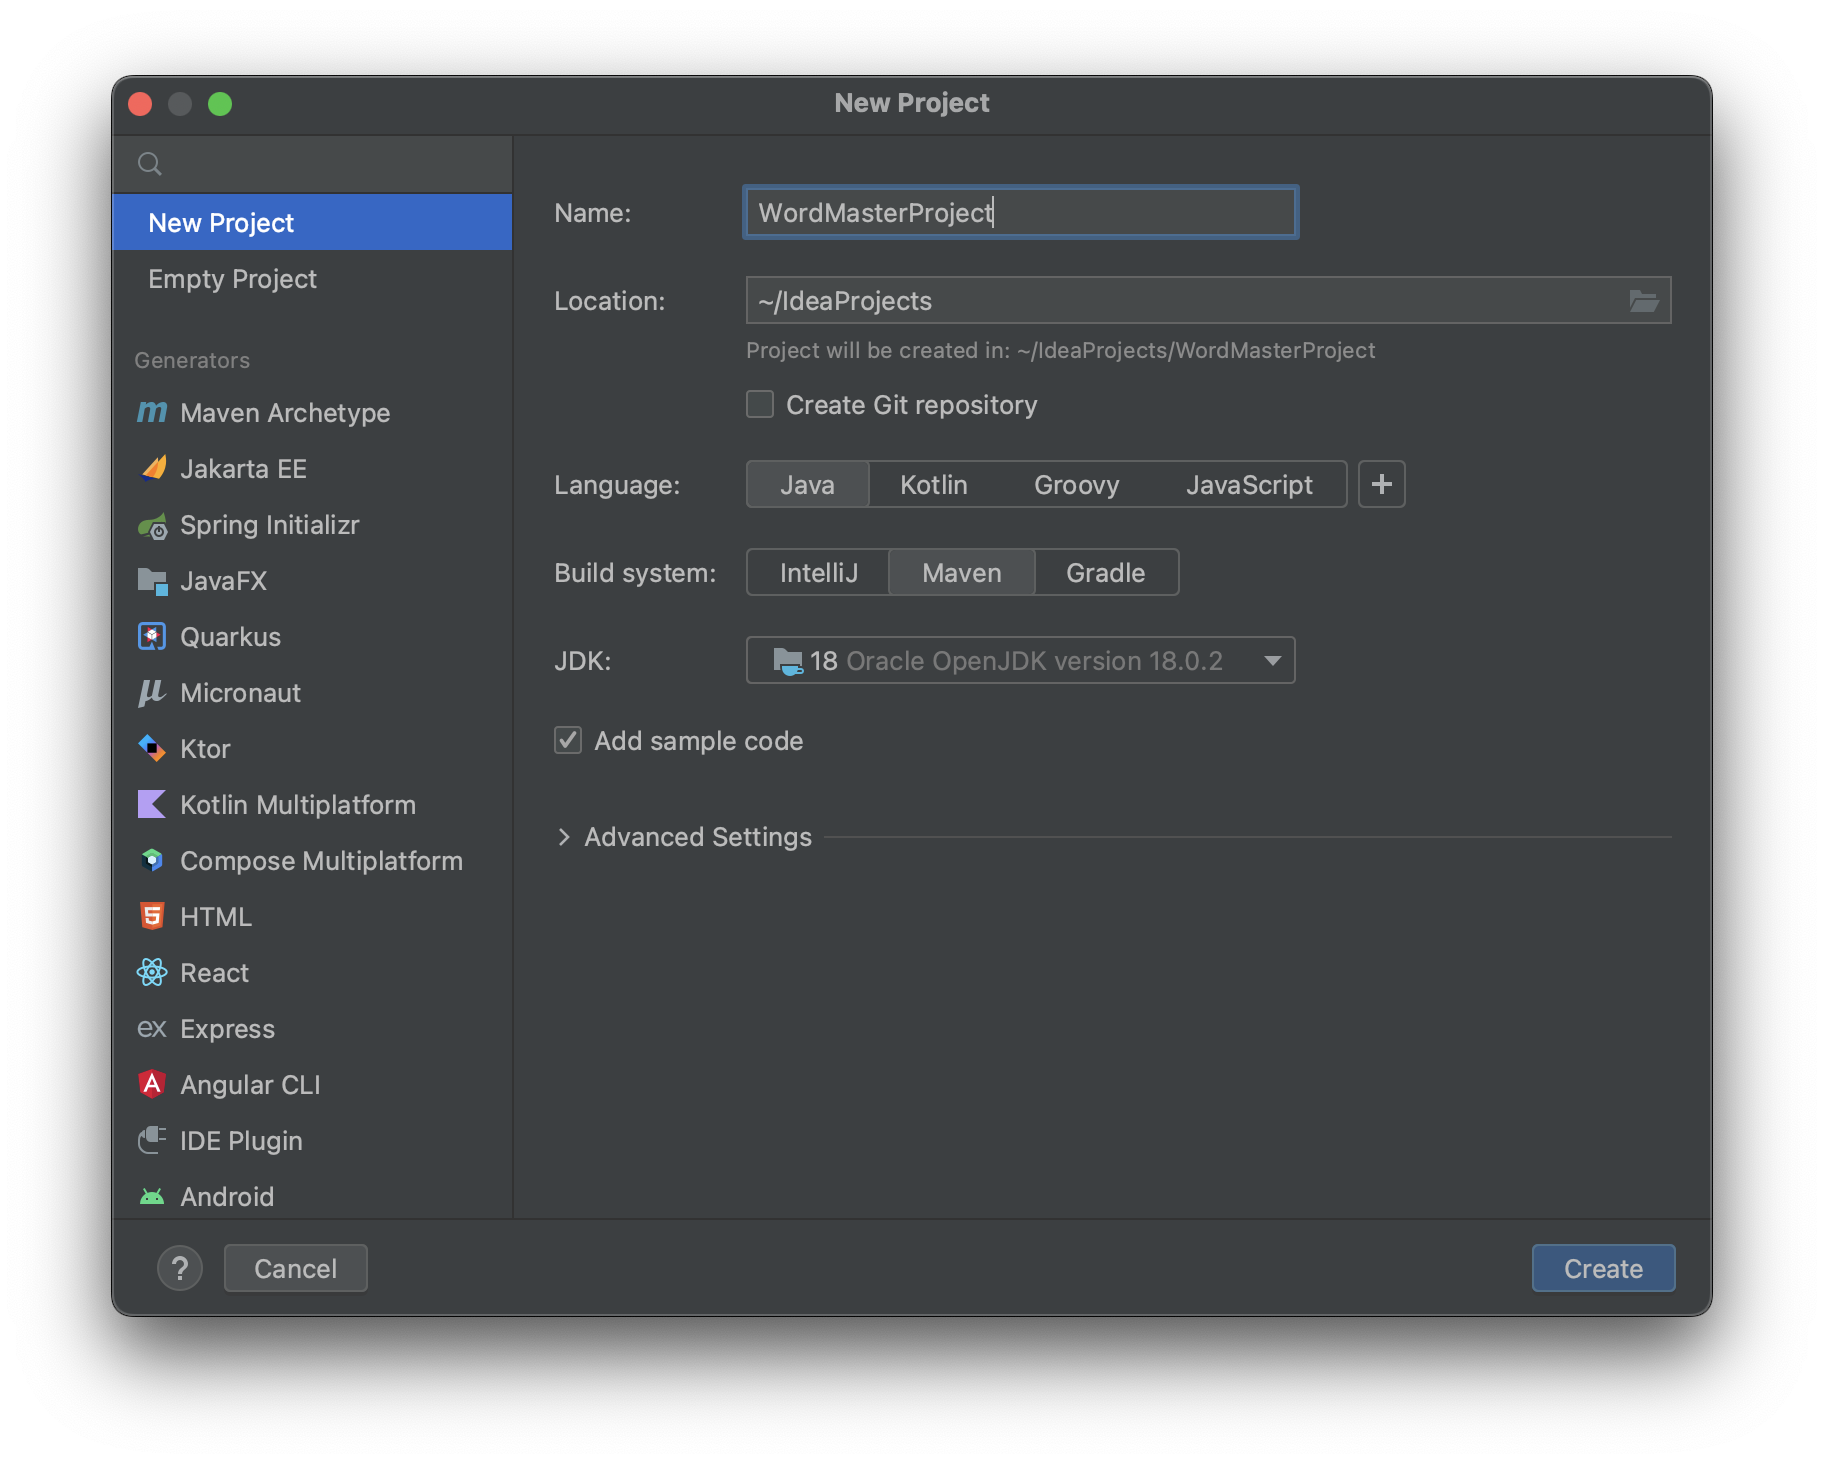 New Project
New Project
Empty Project
Generators
Maven Archetype
Jakarta EE
Spring Initializr
JavaFX
Quarkus
Micronaut
Ktor
Kotlin Multiplatform
Compose Multiplatform
HTML
React
ex Express
Angular CLI
IDE Plugin
Android
Name: WordMasterProject
Location: ~/IdeaProjects
Project will be created in: ~/IdeaProjects/WordMasterProject
Create Git repository
Language: Java Kotlin Groovy JavaScript +
Build system: IntelliJ Maven Gradle
JDK: 18 Oracle OpenJDK version 18.0.2
Add sample code
Advanced Settings
? Cancel Create